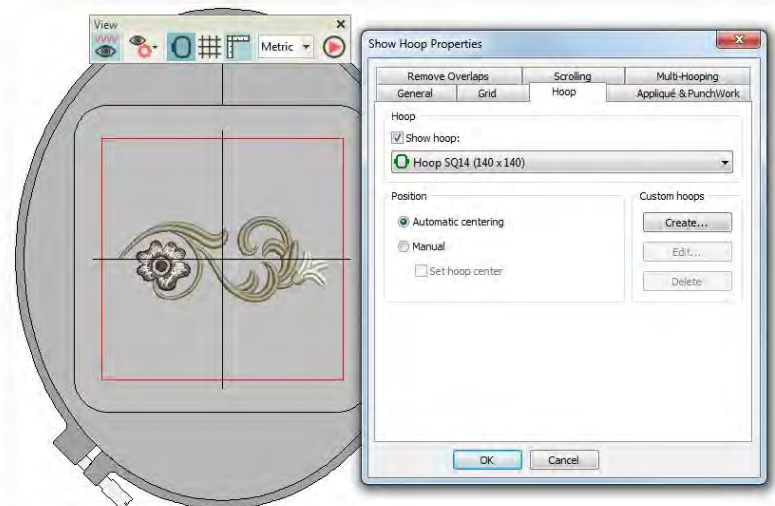 View
Metric
Show Hoop Properties
Remove Overlaps
Scrolling
Multi-Hooping
General
Grid
Hoop
Appliqué & PunchWork
Hoop
Show hoop:
Hoop SQ14 (140 x 140)
Position
Custom hoops
Automatic centering
Create...
Manual
Edit...
Set hoop center
Delete
OK
Cancel